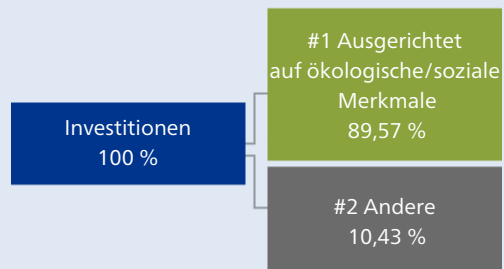 #1 Ausgerichtet
auf ökologische/soziale
Merkmale
89,57 %
Investitionen
100 %
#2 Andere
10,43 %